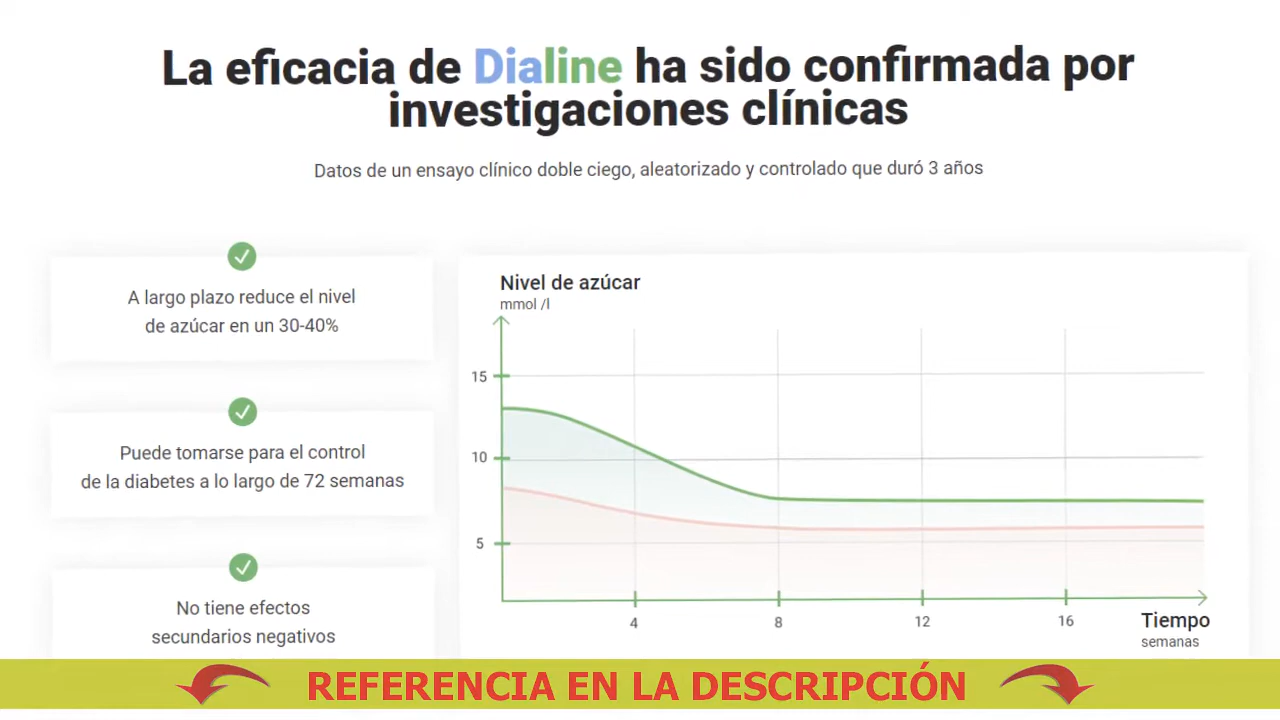 La eficacia de Dialine ha sido confirmada por
investigaciones clínicas
Datos de un ensayo clínico doble ciego, aleatorizado y controlado que duró 3 años
A largo plazo reduce el nivel
de azúcar en un 30-40%
Puede tomarse para el control
de la diabetes a lo largo de 72 semanas
No tiene efectos
secundarios negativos
Nivel de azúcar
mmol /l
15
10
5
4
8
12
16
Tiempo
semanas
REFERENCIA EN LA DESCRIPCIÓN